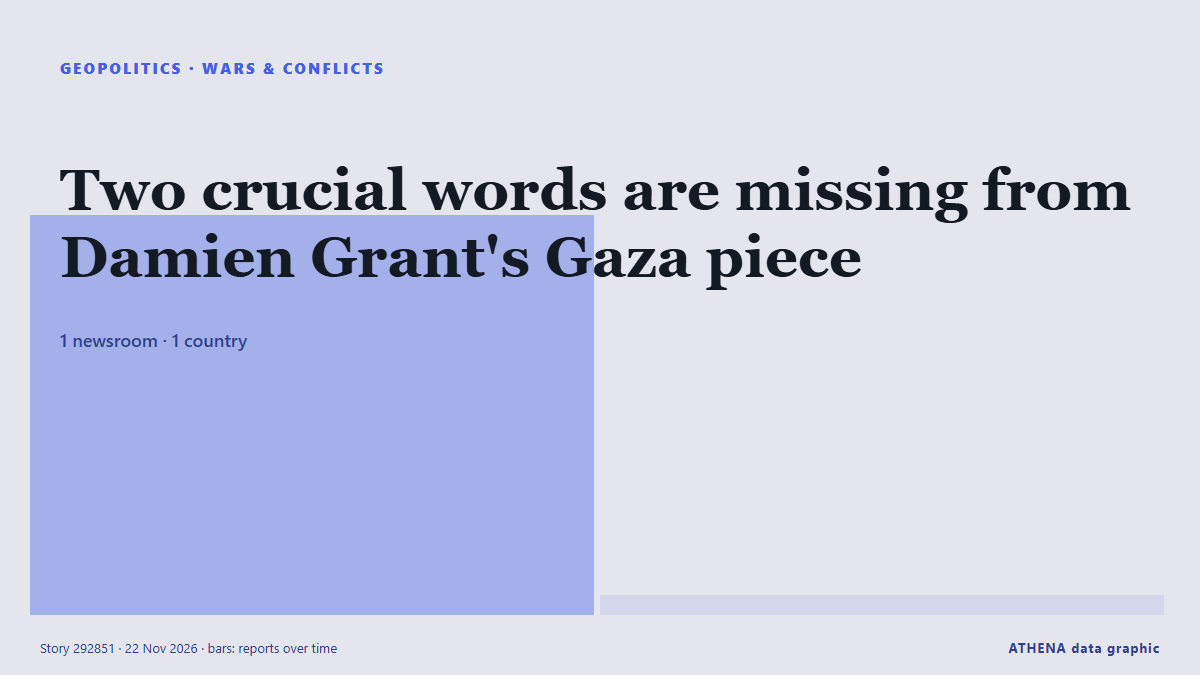 GEOPOLITICS · WARS & CONFLICTS
Two crucial words are missing from
Damien Grant's Gaza piece
1 newsroom · 1 country
Story 292851 · 22 Nov 2026 · bars: reports over time
ATHENA data graphic